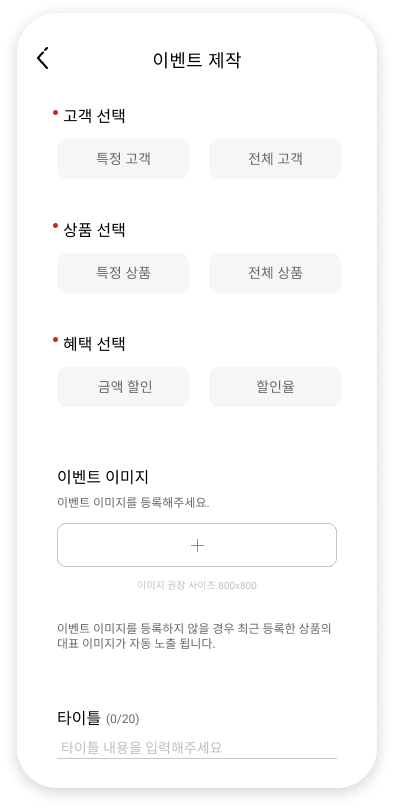 이벤트 제작
고객 선택
특정 고객 전체 고객
상품 선택
특정 상품 전체 상품
혜택 선택
금액 할인 할인율
이벤트 이미지
이벤트 이미지를 등록해주세요.
+
이미지 권장 사이즈 800x800
이벤트 이미지를 등록하지 않을 경우 최근 등록한 상품의
대표 이미지가 자동 노출 됩니다.
타이틀 (0/20)
타이틀 내용을 입력해주세요